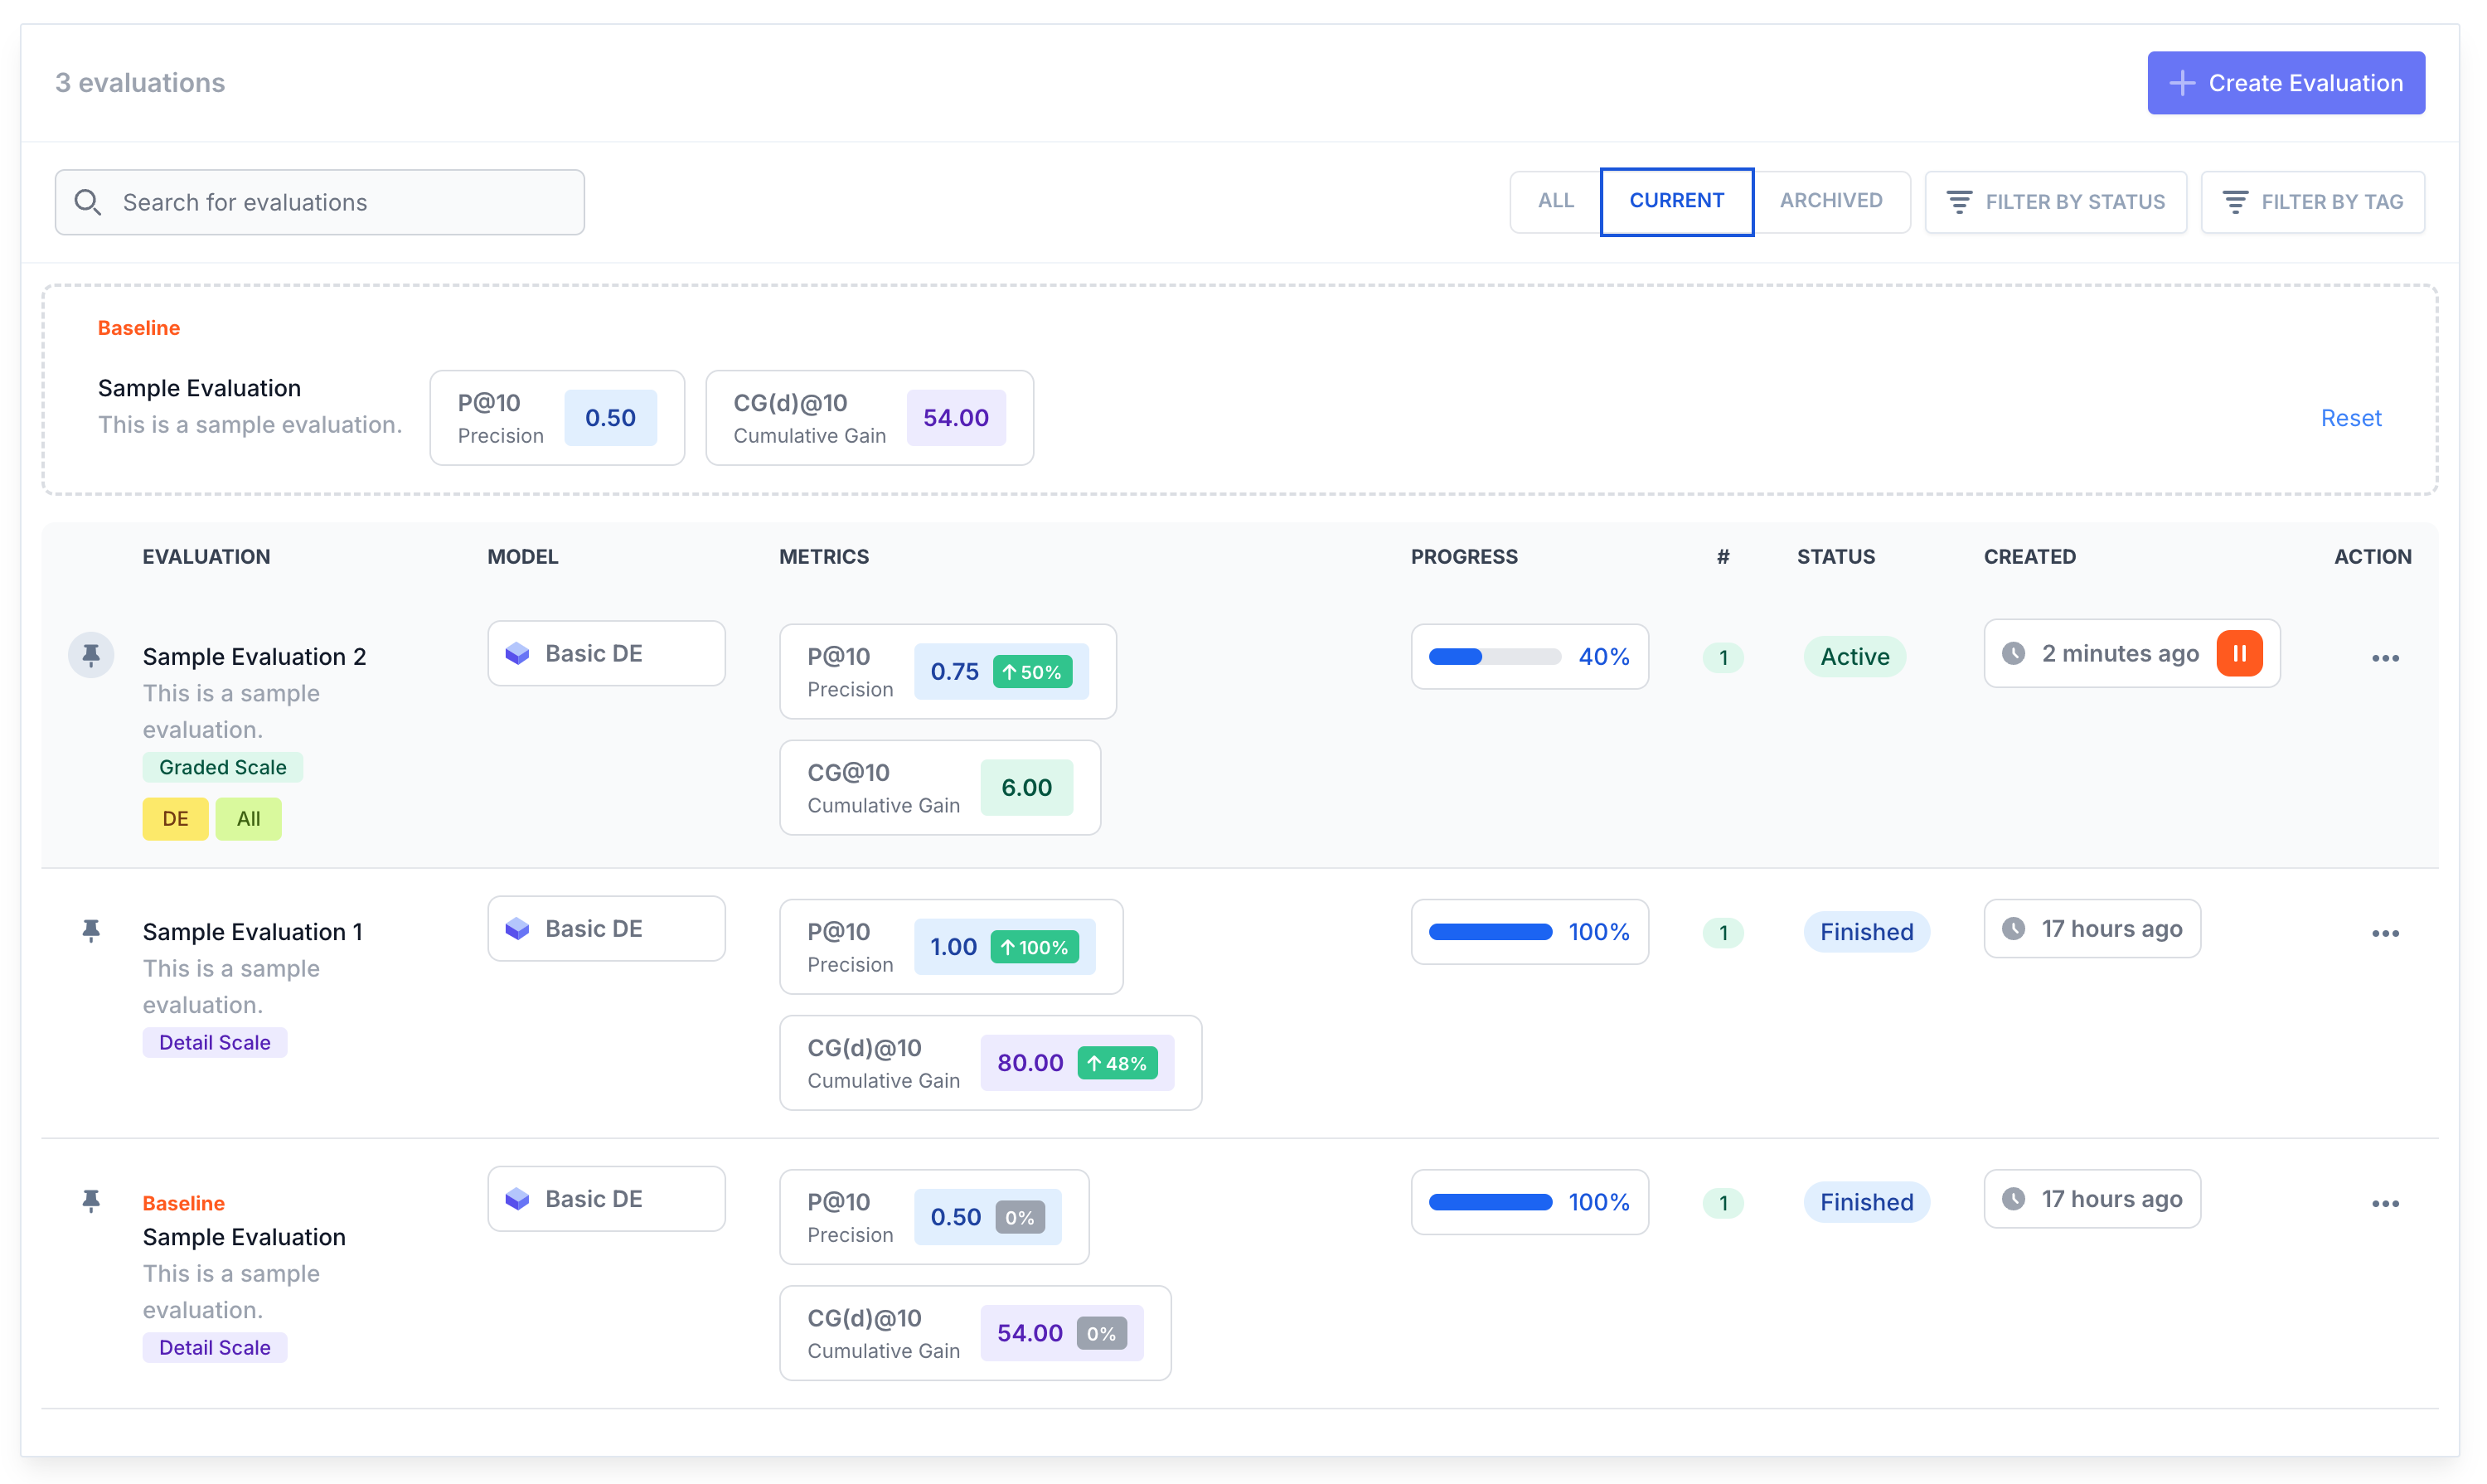 3 evaluations
Create Evaluation
Search for evaluations
ALL CURRENT ARCHIVED FILTER BY STATUS FILTER BY TAG
Baseline
Sample Evaluation
This is a sample evaluation.
P@10
Precision
0.50
CG(d)@10
Cumulative Gain
54.00
Reset
EVALUATION MODEL METRICS PROGRESS # STATUS CREATED ACTION
Sample Evaluation 2
This is a sample
evaluation.
Graded Scale
DE All
Basic DE
P@10
Precision
0.75 ↑ 50%
CG@10
Cumulative Gain
6.00
40%
1
Active
2 minutes ago
Sample Evaluation 1
This is a sample
evaluation.
Detail Scale
Basic DE
P@10
Precision
1.00 ↑ 100%
CG(d)@10
Cumulative Gain
80.00 ↑ 48%
100%
1
Finished
17 hours ago
Baseline
Sample Evaluation
This is a sample
evaluation.
Detail Scale
Basic DE
P@10
Precision
0.50 0%
CG(d)@10
Cumulative Gain
54.00 0%
100%
1
Finished
17 hours ago